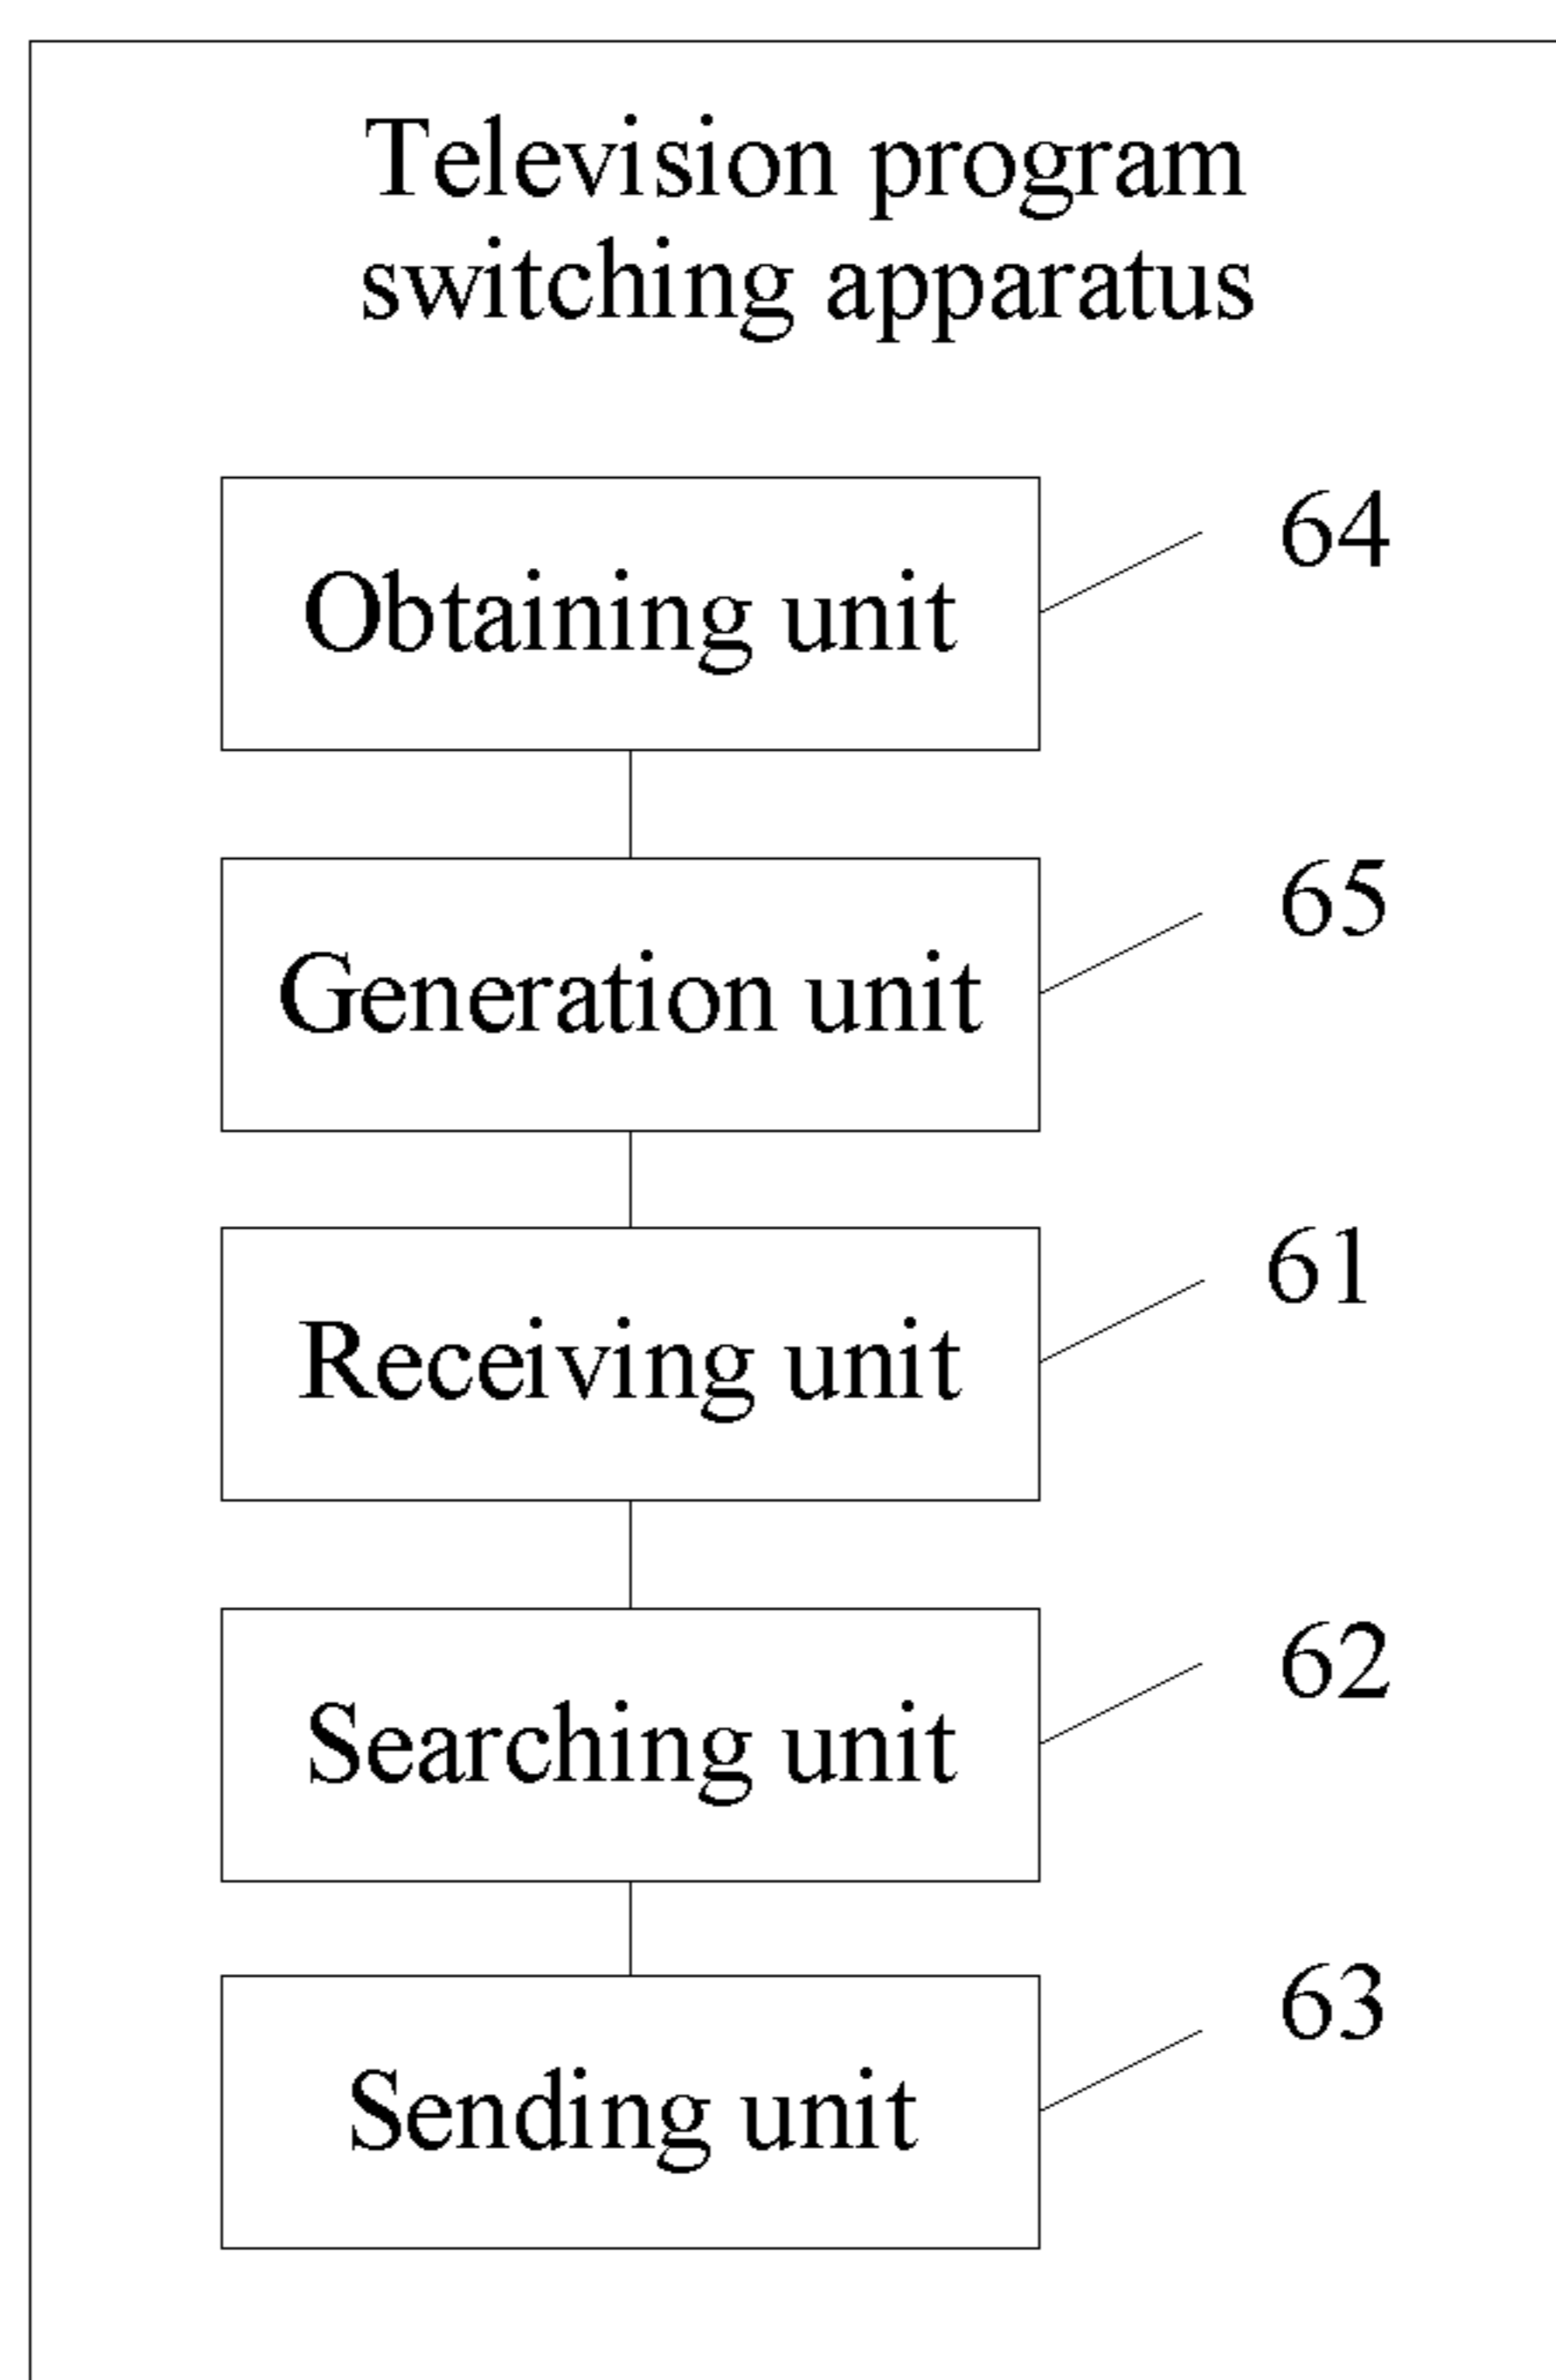 Television program
switching apparatus
Obtaining unit
64
Generation unit
65
Receiving unit
61
Searching unit
62
Sending unit
63